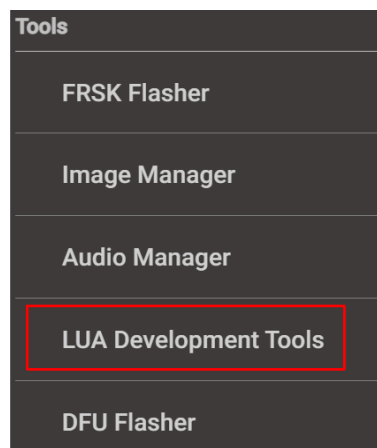 Tools
FRSK Flasher
Image Manager
Audio Manager
LUA Development Tools
DFU Flasher